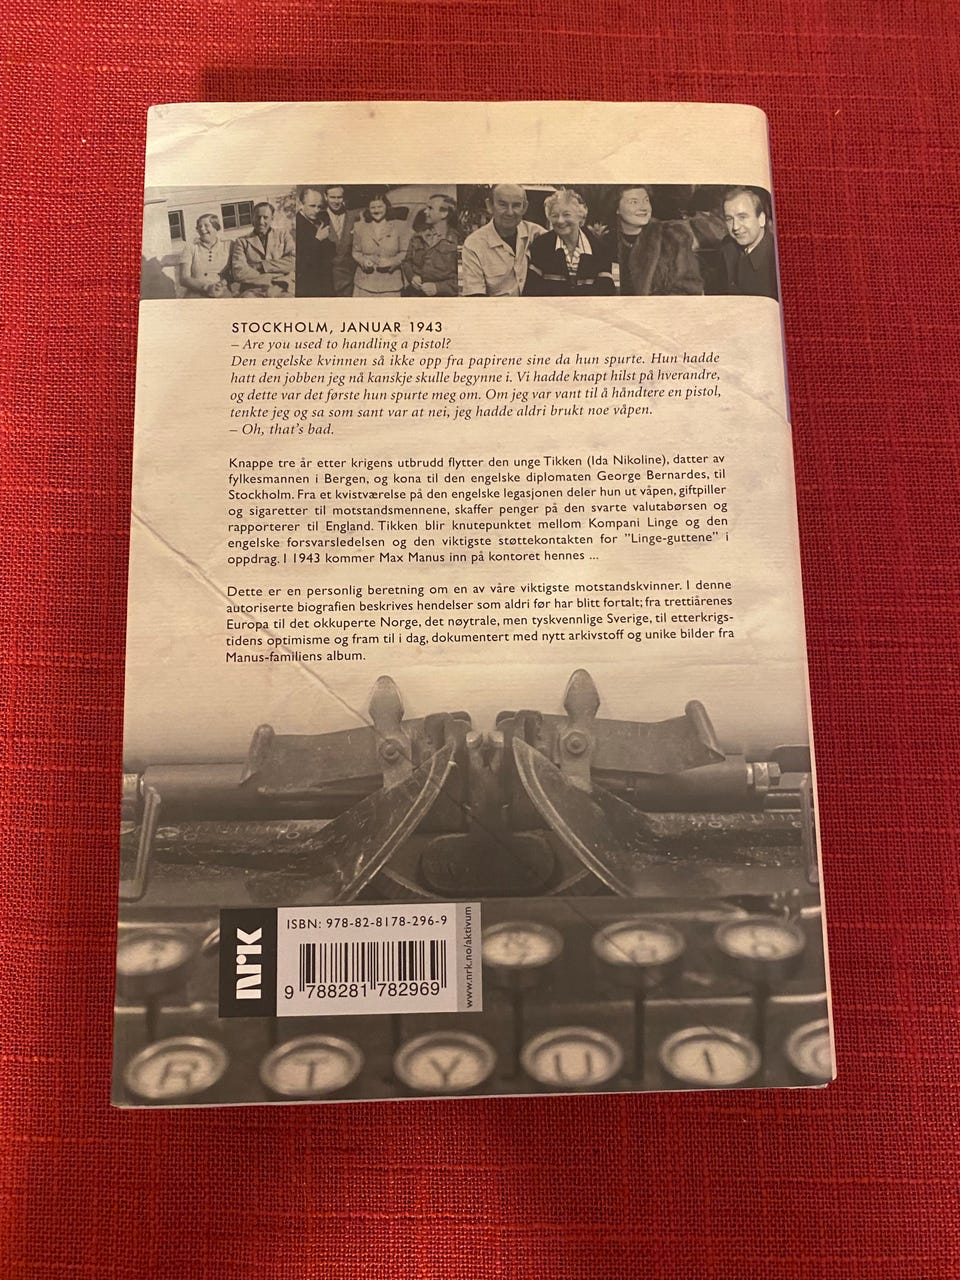 STOCKHOLM, JANUAR 1943
– Are you used to handling a pistol?
Den engelske kvinnen så ikke opp fra papirene sine da hun spurte. Hun hadde
hatt den jobben jeg nå kanskje skulle begynne i. Vi hadde knapt hilst på hverandre,
og dette var det første hun spurte meg om. Om jeg var vant til å håndtere en pistol,
tenkte jeg og sa som sant var at nei, jeg hadde aldri brukt noe våpen.
– Oh, that's bad.
Knappe tre år etter krigens utbrudd flytter den unge Tikken (Ida Nikoline), datter av
fylkesmannen i Bergen, og kona til den engelske diplomaten George Bernardes, til
Stockholm. Fra et kvistværelse på den engelske legasjonen deler hun ut våpen, giftpiller
og sigaretter til motstandsmennene, skaffer penger på den svarte valutabørsen og
rapporterer til England. Tikken blir knutepunktet mellom Kompani Linge og den
engelske forsvarsledelsen og den viktigste støttekontakten for ”Linge-guttene” i
oppdrag. I 1943 kommer Max Manus inn på kontoret hennes ...
Dette er en personlig beretning om en av våre viktigste motstandskvinner. I denne
autoriserte biografien beskrives hendelser som aldri før har blitt fortalt; fra trettiårenes
Europa til det okkuperte Norge, det nøytrale, men tyskvennlige Sverige, til etterkrigs-
tidens optimisme og fram til i dag, dokumentert med nytt arkivstoff og unike bilder fra
Manus-familiens album.
NRK
ISBN: 978-82-8178-296-9
9 788281 782969
www.nrk.no/aktivum
R T Y U I